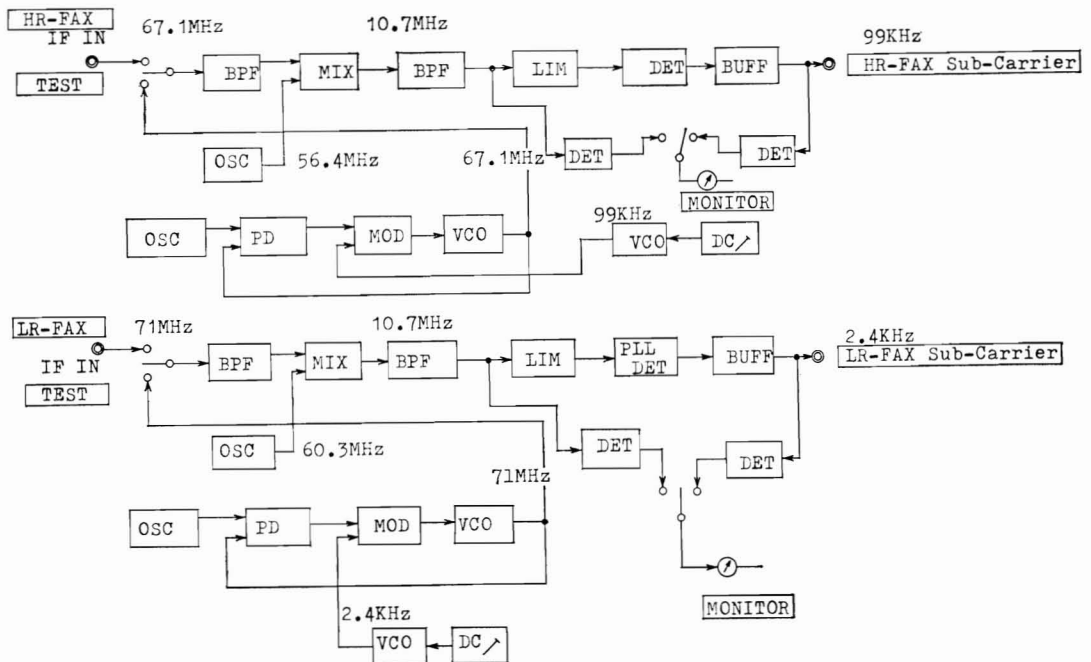 HR-FAX
IF IN
67.1MHz
10.7MHz
99KHz
BPF
MIX
BPF
LIM
DET
BUFF
HR-FAX Sub-Carrier
TEST
OSC
56.4MHz
67.1MHz
DET
DET
MONITOR
99KHz
OSC
PD
MOD
VCO
VCO
DC
LR-FAX
71MHz
10.7MHz
2.4KHz
IF IN
BPF
MIX
BPF
LIM
PLL
DET
BUFF
LR-FAX Sub-Carrier
TEST
OSC
60.3MHz
DET
DET
71MHz
OSC
PD
MOD
VCO
MONITOR
2.4KHz
VCO
DC